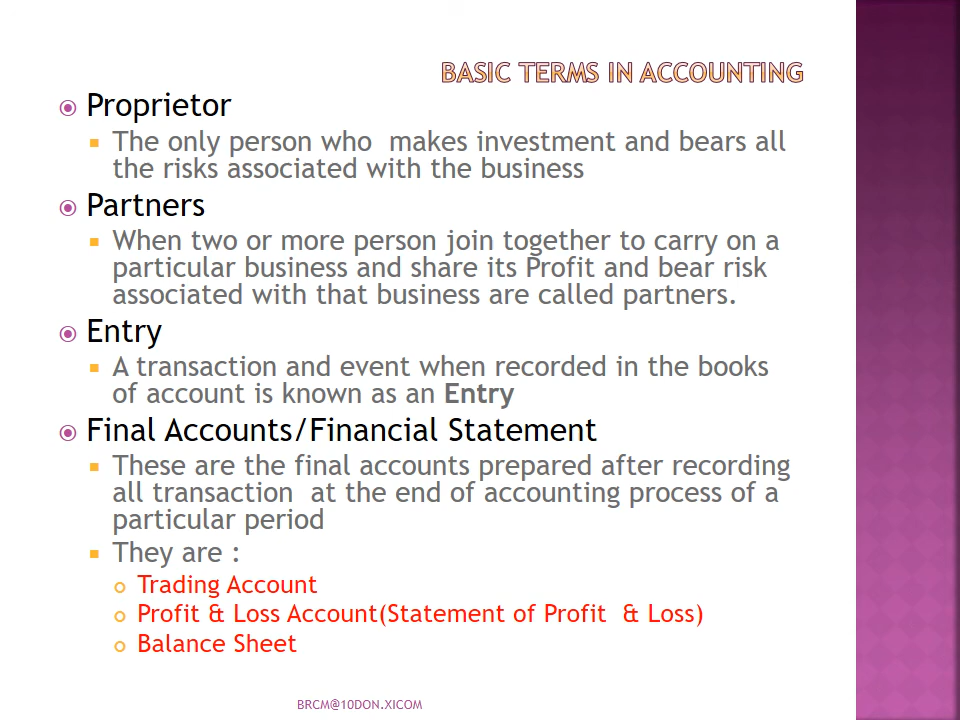 BASIC TERMS IN ACCOUNTING
Proprietor
The only person who makes investment and bears all
the risks associated with the business
Partners
When two or more person join together to carry on a
particular business and share its Profit and bear risk
associated with that business are called partners.
Entry
A transaction and event when recorded in the books
of account is known as an Entry
Final Accounts/Financial Statement
These are the final accounts prepared after recording
all transaction at the end of accounting process of a
particular period
They are :
Trading Account
Profit & Loss Account(Statement of Profit & Loss)
Balance Sheet
BRCM@10DON.XICOM